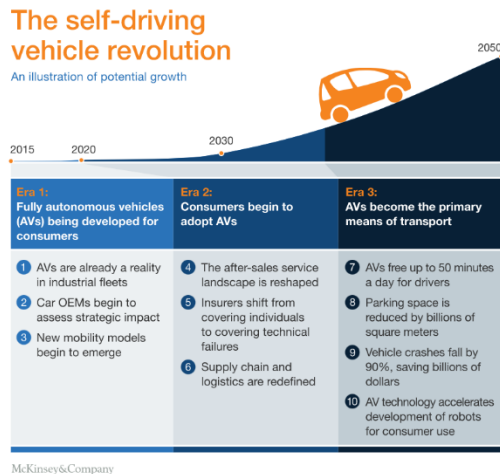 The self-driving
vehicle revolution
An illustration of potential growth
2050
2015
2020
2030
Era 1:
Fully autonomous vehicles
(AVs) being developed for
consumers
1 AVs are already a reality
in industrial fleets
2 Car OEMs begin to
assess strategic impact
3 New mobility models
begin to emerge
Era 2:
Consumers begin to
adopt AVs
4 The after-sales service
landscape is reshaped
5 Insurers shift from
covering individuals
to covering technical
failures
6 Supply chain and
logistics are redefined
Era 3:
AVs become the primary
means of transport
7 AVs free up to 50 minutes
a day for drivers
8 Parking space is
reduced by billions of
square meters
9 Vehicle crashes fall by
90%, saving billions of
dollars
10 AV technology accelerates
development of robots
for consumer use
McKinsey&Company